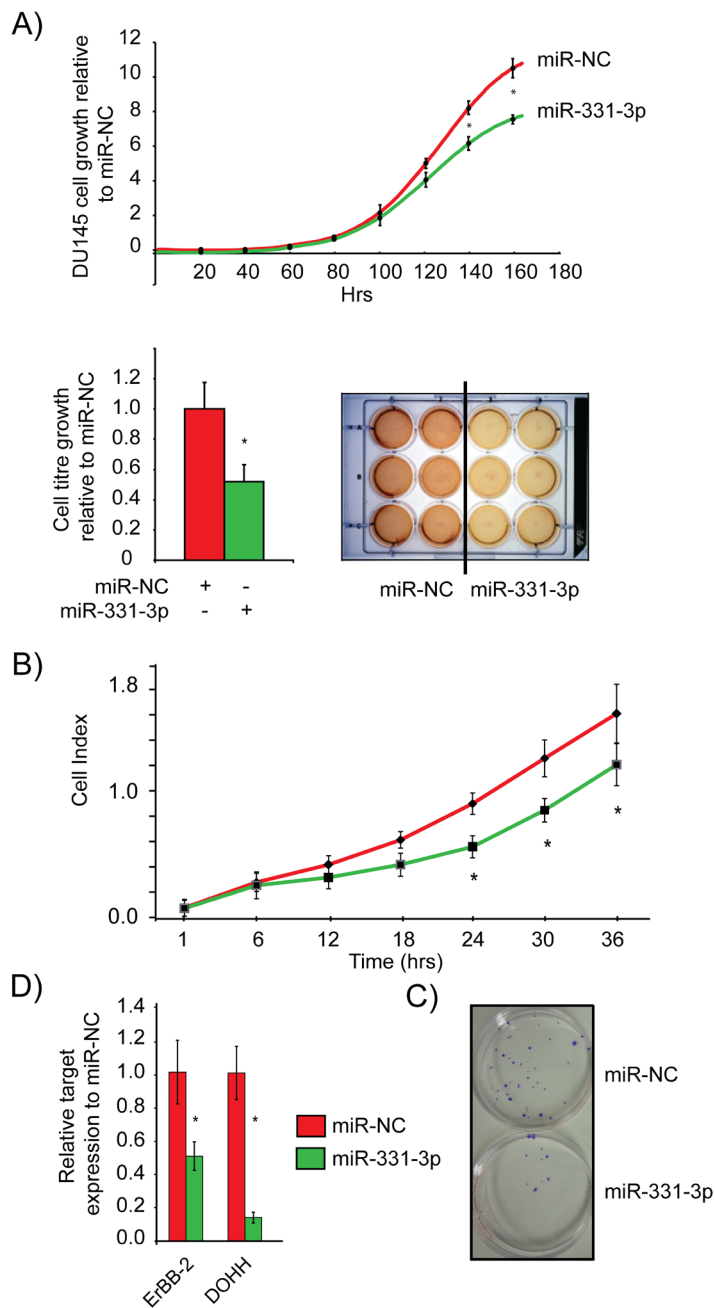 A)
DU145 cell growth relative
to miR-NC
12
10
8
6
4
2
0
miR-NC
*
*
miR-331-3p
20 40 60 80 100 120 140 160 180
Hrs
Cell titre growth
relative to miR-NC
1.2
1.0
0.8
0.6
0.4
0.2
0
*
miR-NC + -
miR-331-3p - +
miR-NC miR-331-3p
B)
Cell Index
1.8
1.0
0.0
* * *
1 6 12 18 24 30 36
Time (hrs)
D)
Relative target
expression to miR-NC
1.4
1.2
1.0
0.8
0.6
0.4
0.2
0.0
* *
ErBB-2 DOHH
miR-NC
miR-331-3p
C)
miR-NC
miR-331-3p